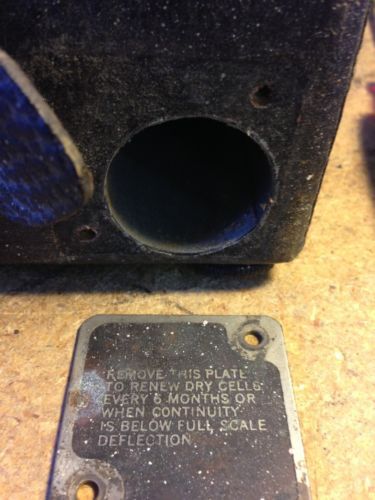 REMOVE THIS PLATE
TO RENEW DRY CELLS
EVERY 6 MONTHS OR
WHEN CONTINUITY
IS BELOW FULL SCALE
DEFLECTION